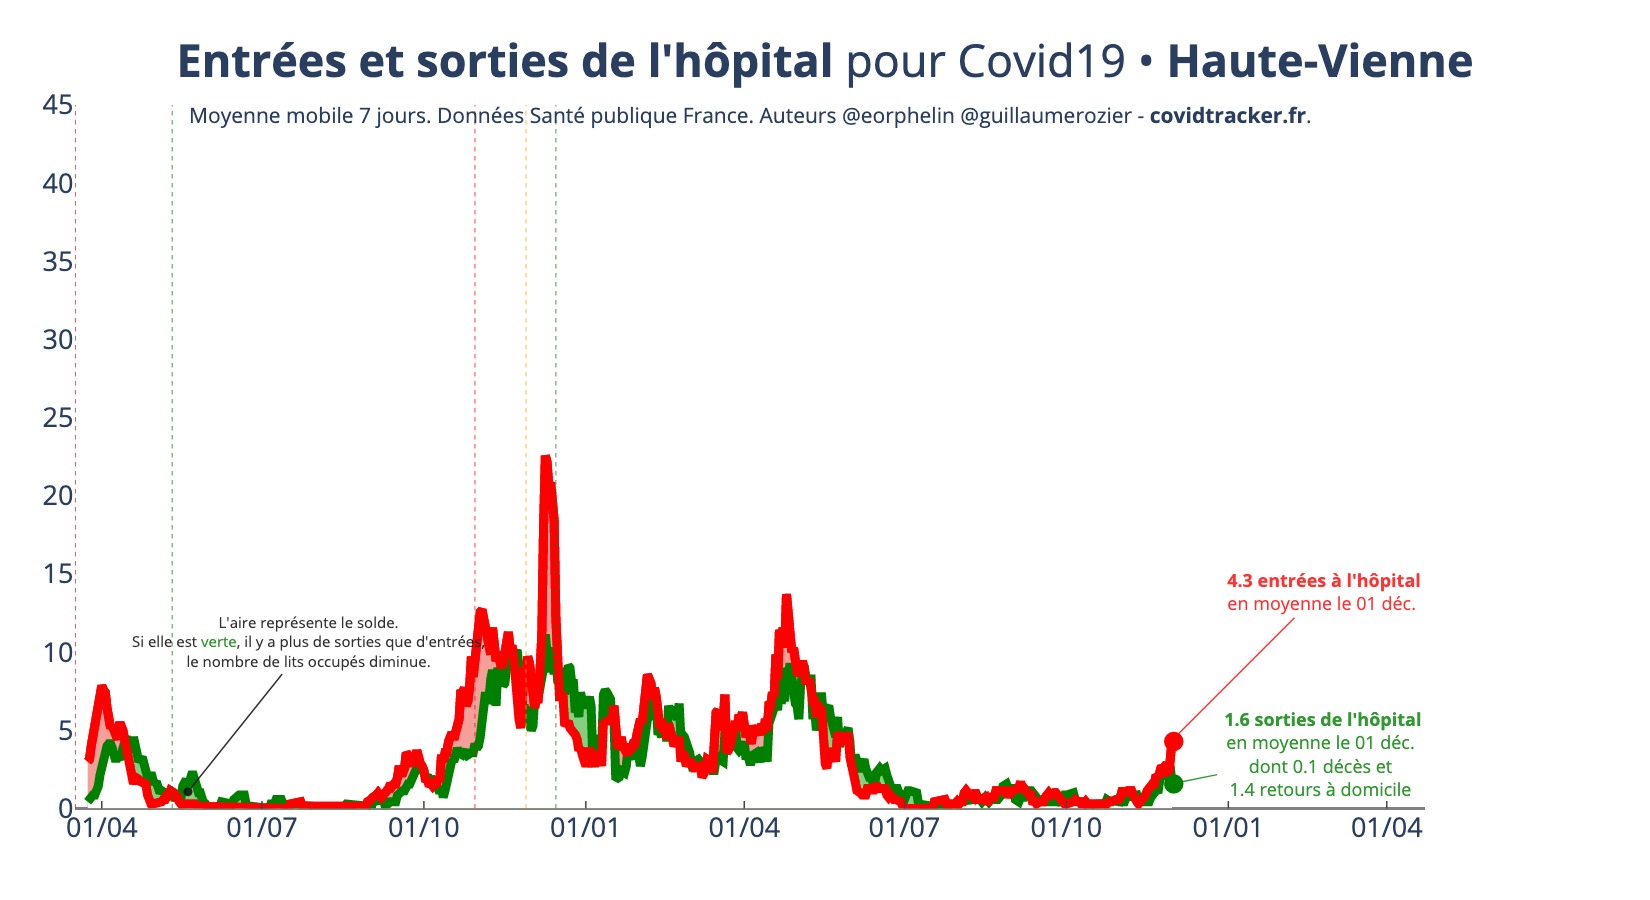 Entrées et sorties de l'hôpital pour Covid19 • Haute-Vienne
Moyenne mobile 7 jours. Données Santé publique France. Auteurs @eorphelin @guillaumerozier - covidtracker.fr.
45
40
35
30
25
20
15
10
5
0
L'aire représente le solde.
Si elle est verte, il y a plus de sorties que d'entrées,
le nombre de lits occupés diminue.
4.3 entrées à l'hôpital
en moyenne le 01 déc.
1.6 sorties de l'hôpital
en moyenne le 01 déc.
dont 0.1 décès et
1.4 retours à domicile
01/04 01/07 01/10 01/01 01/04 01/07 01/10 01/01 01/04